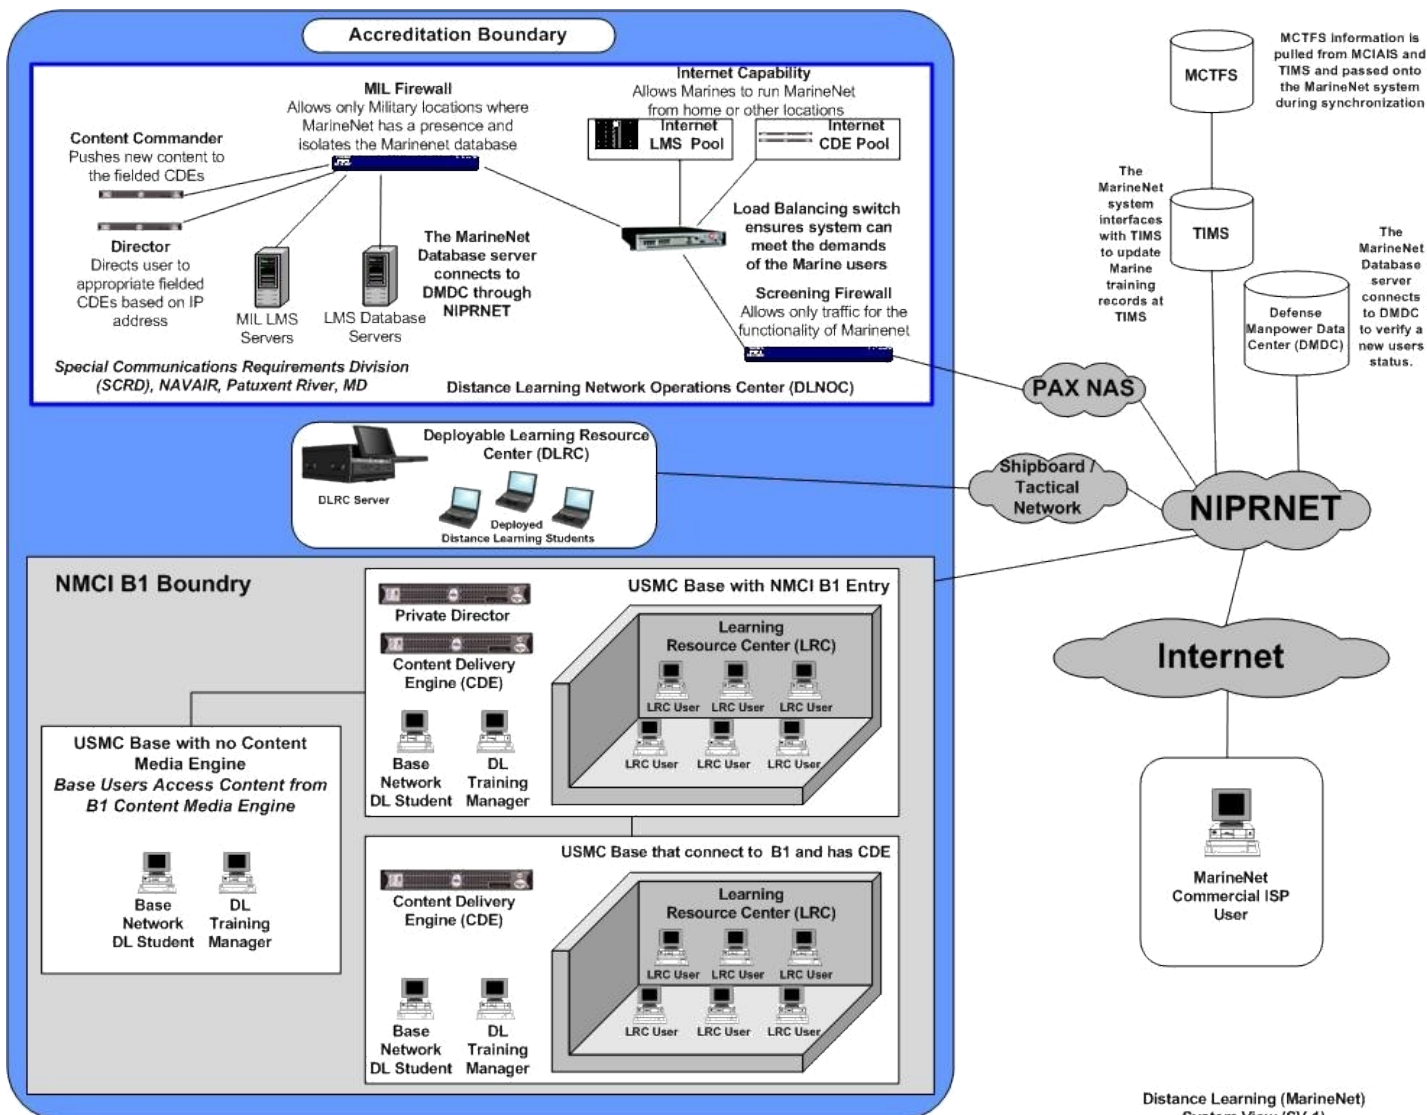 Accreditation Boundary
MIL Firewall
Allows only Military locations where
MarineNet has a presence and
isolates the Marinenet database
Internet Capability
Allows Marines to run MarineNet
from home or other locations
Internet
LMS Pool
Internet
CDE Pool
Content Commander
Pushes new content to
the fielded CDEs
Director
Directs user to
appropriate fielded
CDEs based on IP
address
MIL LMS
Servers
LMS Database
Servers
The MarineNet
Database server
connects to
DMDC through
NIPRNET
Load Balancing switch
ensures system can
meet the demands
of the Marine users
Screening Firewall
Allows only traffic for the
functionality of Marinenet
Special Communications Requirements Division
(SCRD), NAVAIR, Patuxent River, MD
Distance Learning Network Operations Center (DLNOC)
MCTFS
MCTFS information is
pulled from MCIAIS and
TIMS and passed onto
the MarineNet system
during synchronization
The
MarineNet
system
interfaces
with TIMS
to update
Marine
training
records at
TIMS
TIMS
Defense
Manpower Data
Center (DMDC)
The
MarineNet
Database
server
connects
to DMDC
to verify a
new users
status.
PAX NAS
Shipboard /
Tactical
Network
NIPRNET
Internet
MarineNet
Commercial ISP
User
Deployable Learning Resource
Center (DLRC)
DLRC Server
Deployed
Distance Learning Students
NMCI B1 Boundry
USMC Base with NMCI B1 Entry
Private Director
Content Delivery
Engine (CDE)
Base
Network
DL Student
DL
Training
Manager
Learning
Resource Center (LRC)
LRC User LRC User LRC User
LRC User LRC User LRC User
USMC Base with no Content
Media Engine
Base Users Access Content from
B1 Content Media Engine
Base
Network
DL Student
DL
Training
Manager
USMC Base that connect to B1 and has CDE
Content Delivery
Engine (CDE)
Base
Network
DL Student
DL
Training
Manager
Learning
Resource Center (LRC)
LRC User LRC User LRC User
LRC User LRC User LRC User
Distance Learning (MarineNet)
System View (SV-1)